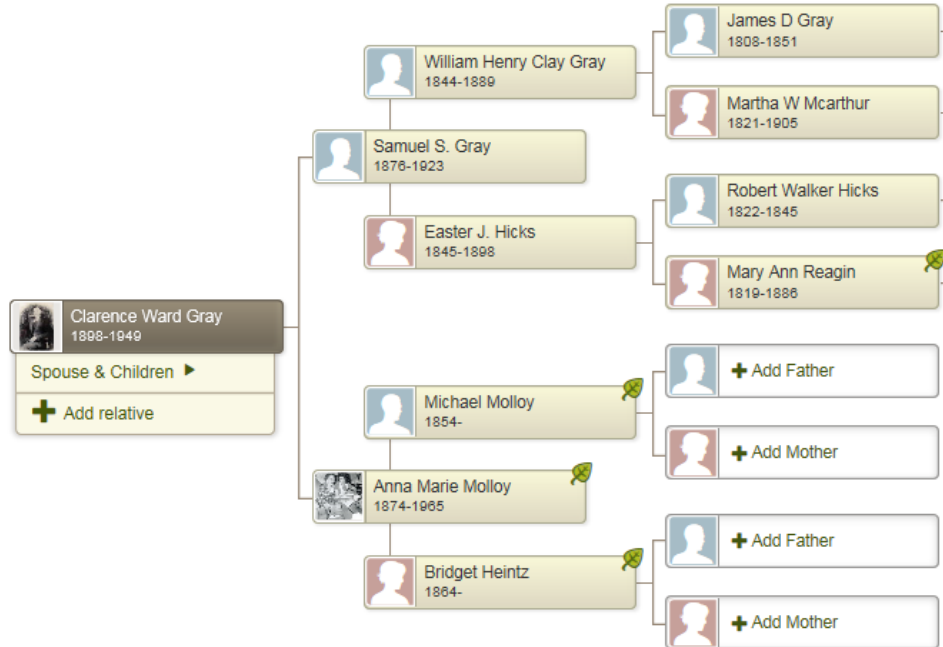 James D Gray
1808-1851
William Henry Clay Gray
1844-1889
Martha W Mcarthur
1821-1905
Samuel S. Gray
1876-1923
Robert Walker Hicks
1822-1845
Easter J. Hicks
1845-1898
Mary Ann Reagin
1819-1886
Clarence Ward Gray
1898-1949
Spouse & Children
Add relative
Add Father
Michael Molloy
1854-
Add Mother
Anna Marie Molloy
1874-1965
Add Father
Bridget Heintz
1864-
Add Mother